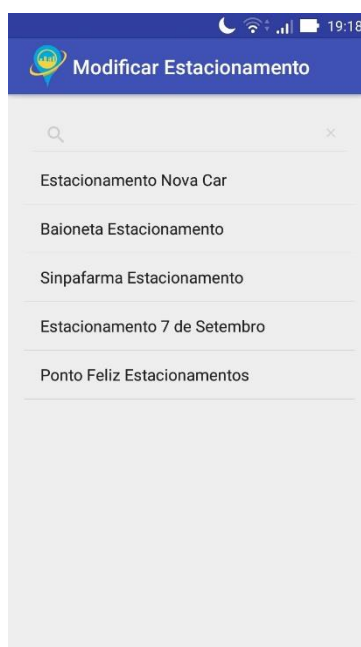 19:18
Modificar Estacionamento
Estacionamento Nova Car
Baioneta Estacionamento
Sinpafarma Estacionamento
Estacionamento 7 de Setembro
Ponto Feliz Estacionamentos